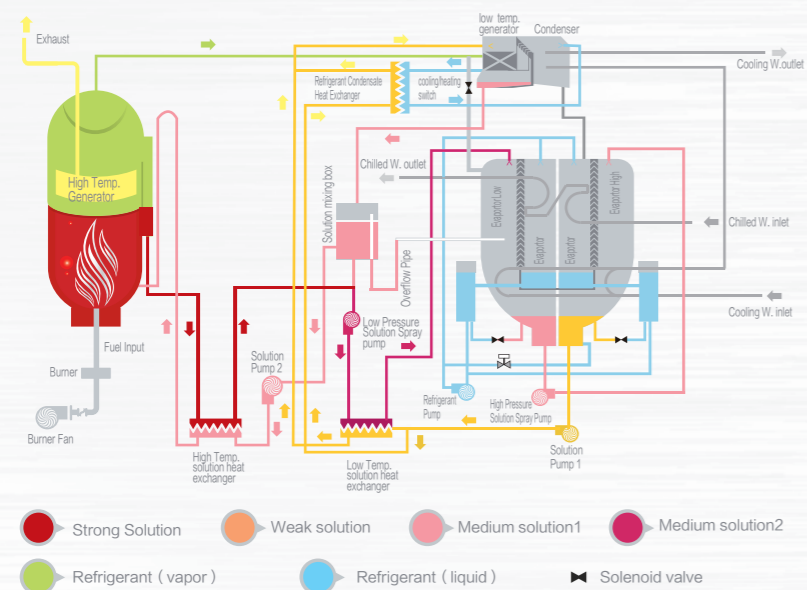 Exhaust
low temp.
generator
Condenser
Cooling W.outlet
Refrigerant Condensate
Heat Exchanger
cooling/heating
switch
High Temp.
Generator
Chilled W. outlet
Solution mixing box
Evaportor Low
Evaportor
Evaportor
Evaportor High
Chilled W. inlet
Overflow Pipe
Cooling W. inlet
Low Pressure
Solution Spray
pump
Fuel Input
Burner
Solution
Pump 2
Burner Fan
Refrigerant
Pump
High Pressure
Solution Spray Pump
Solution
Pump 1
High Temp.
solution heat
exchanger
Low Temp.
solution heat
exchanger
Strong Solution
Weak solution
Medium solution1
Medium solution2
Refrigerant ( vapor )
Refrigerant ( liquid )
Solenoid valve